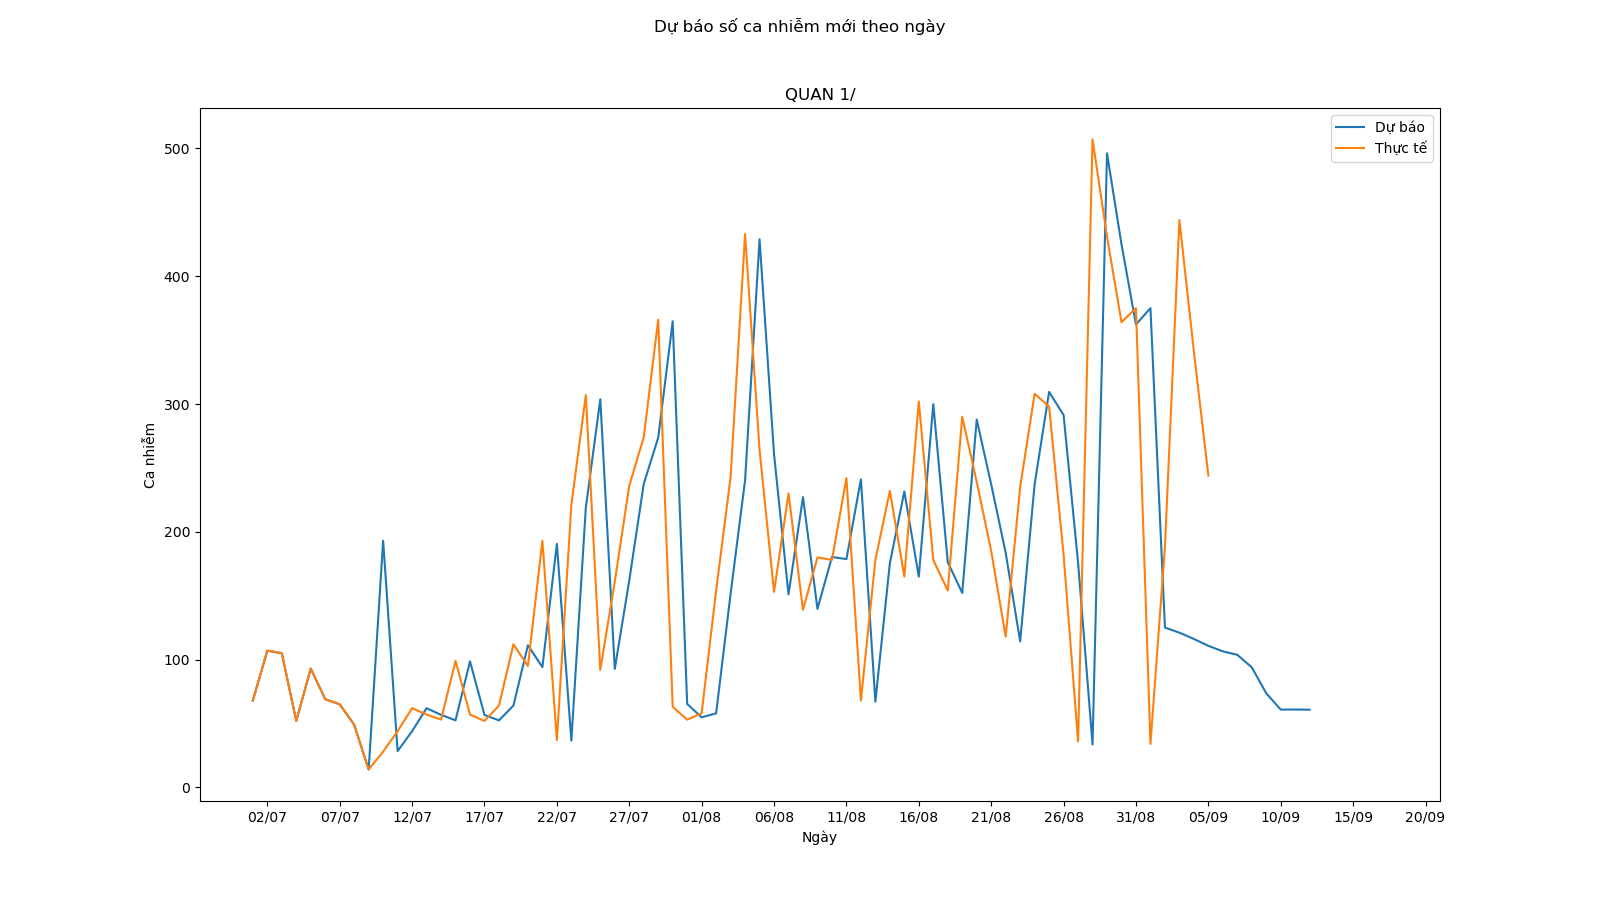 Dự báo số ca nhiễm mới theo ngày
QUAN 1/
Dự báo
Thực tế
500
400
300
200
100
0
Ca nhiễm
02/07 07/07 12/07 17/07 22/07 27/07 01/08 06/08 11/08 16/08 21/08 26/08 31/08 05/09 10/09 15/09 20/09
Ngày